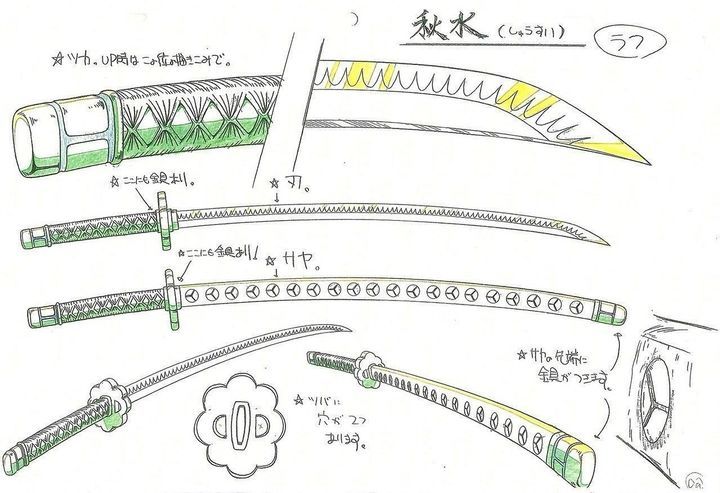 秋水(しゅうすい)
ラフ
☆ツカ。UP時はこの位の描きこみで。
☆ここにも金具あり。
☆刃。
☆ここにも金具あり!
☆サヤ。
☆サヤの先端に
金具がつきます。
☆ツバに
穴が2つ
あります。